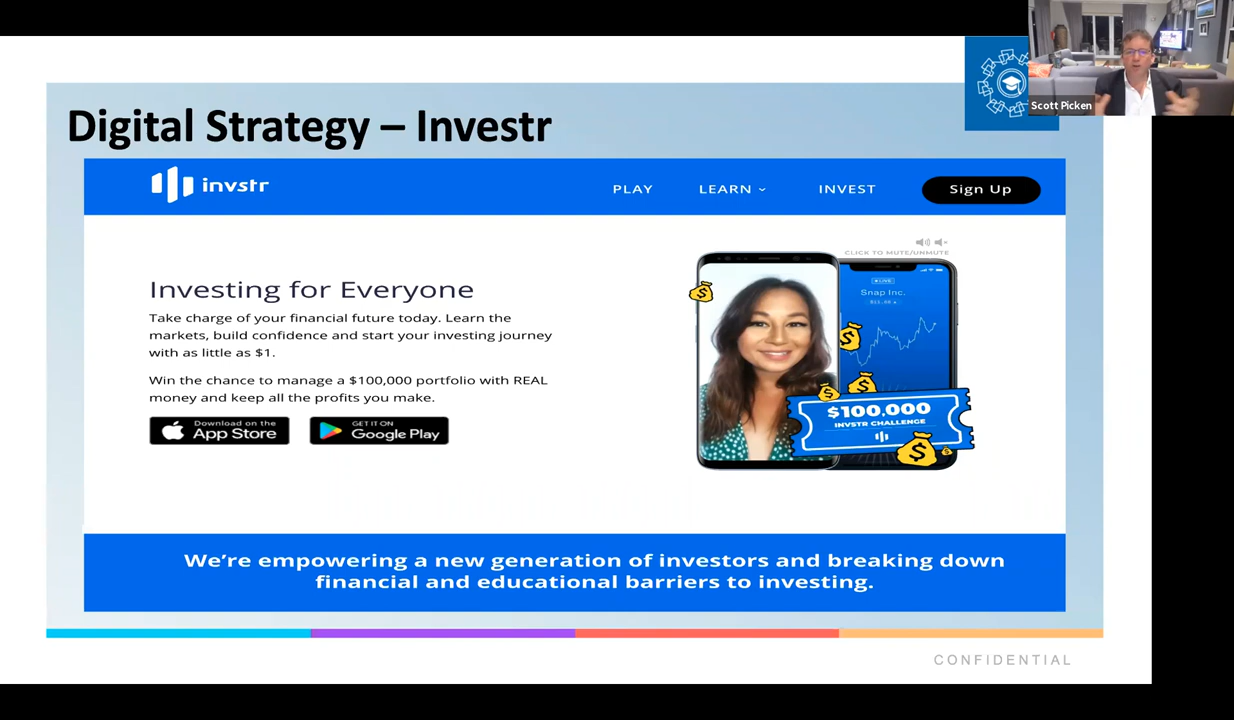 Scott Picken
Digital Strategy – Investr
invstr
PLAY
LEARN
INVEST
Sign Up
CLICK TO MUTE/UNMUTE
Investing for Everyone
Take charge of your financial future today. Learn the
markets, build confidence and start your investing journey
with as little as $1.
Win the chance to manage a $100,000 portfolio with REAL
money and keep all the profits you make.
Download on the
App Store
GET IT ON
Google Play
LIVE
Snap Inc.
$100,000
INVSTR CHALLENGE
We're empowering a new generation of investors and breaking down
financial and educational barriers to investing.
CONFIDENTIAL